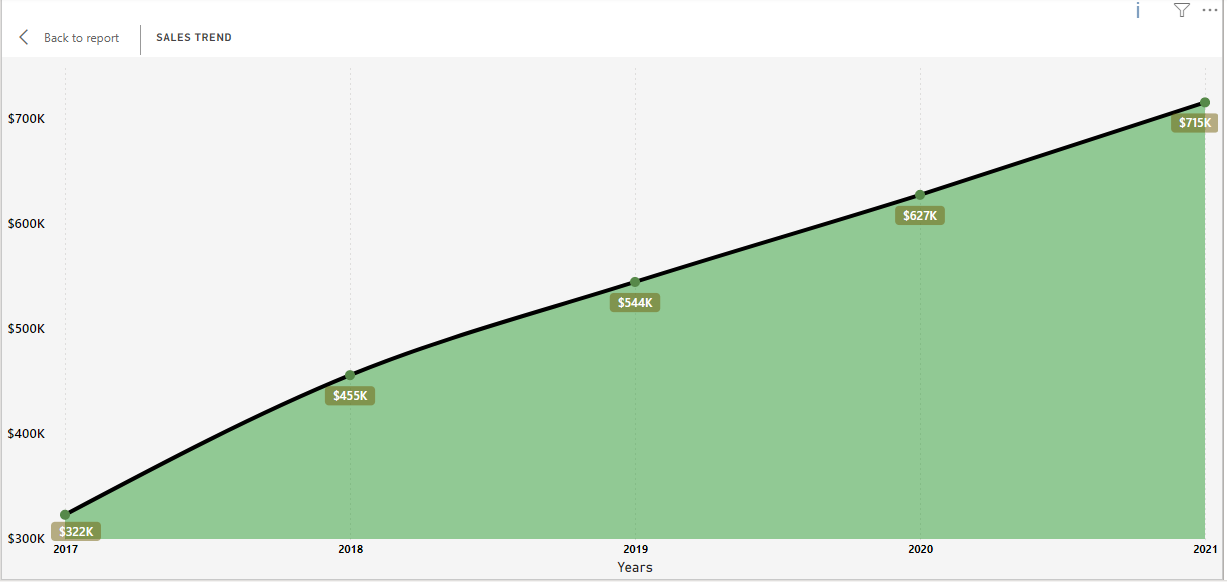 Back to report
SALES TREND
$700K
$600K
$500K
$400K
$300K
$322K
$455K
$544K
$627K
$715K
2017 2018 2019 2020 2021
Years